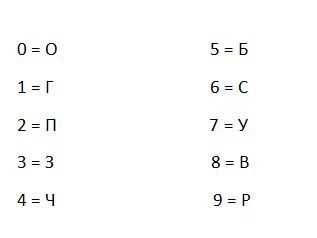 0 = О 5 = Б
1 = Г 6 = С
2 = П 7 = У
3 = З 8 = В
4 = Ч 9 = Р